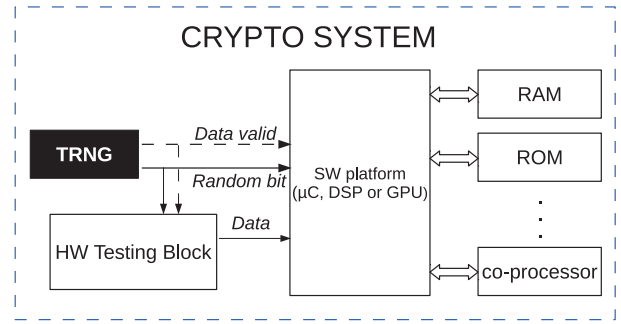 CRYPTO SYSTEM
TRNG
Data valid
Random bit
HW Testing Block
Data
SW platform
(µC, DSP or GPU)
RAM
ROM
co-processor